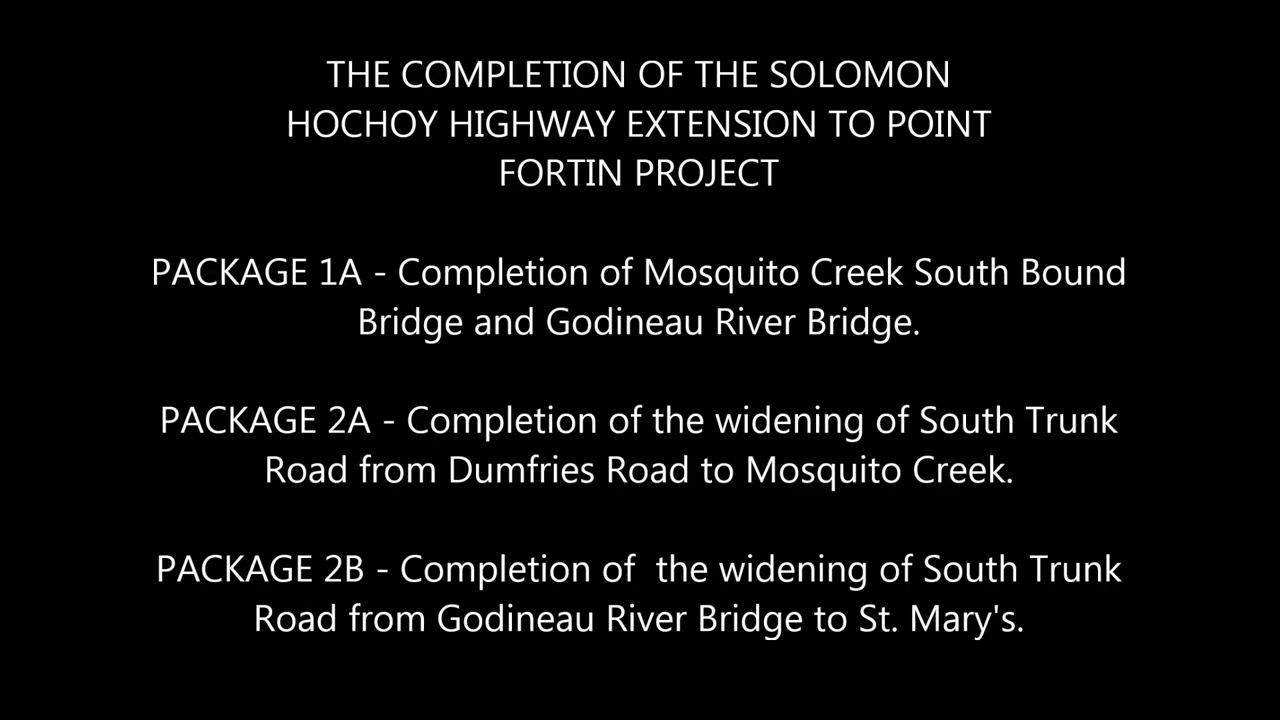 THE COMPLETION OF THE SOLOMON
HOCHOY HIGHWAY EXTENSION TO POINT
FORTIN PROJECT
PACKAGE 1A - Completion of Mosquito Creek South Bound
Bridge and Godineau River Bridge.
PACKAGE 2A - Completion of the widening of South Trunk
Road from Dumfries Road to Mosquito Creek.
PACKAGE 2B - Completion of  the widening of South Trunk
Road from Godineau River Bridge to St. Mary's.